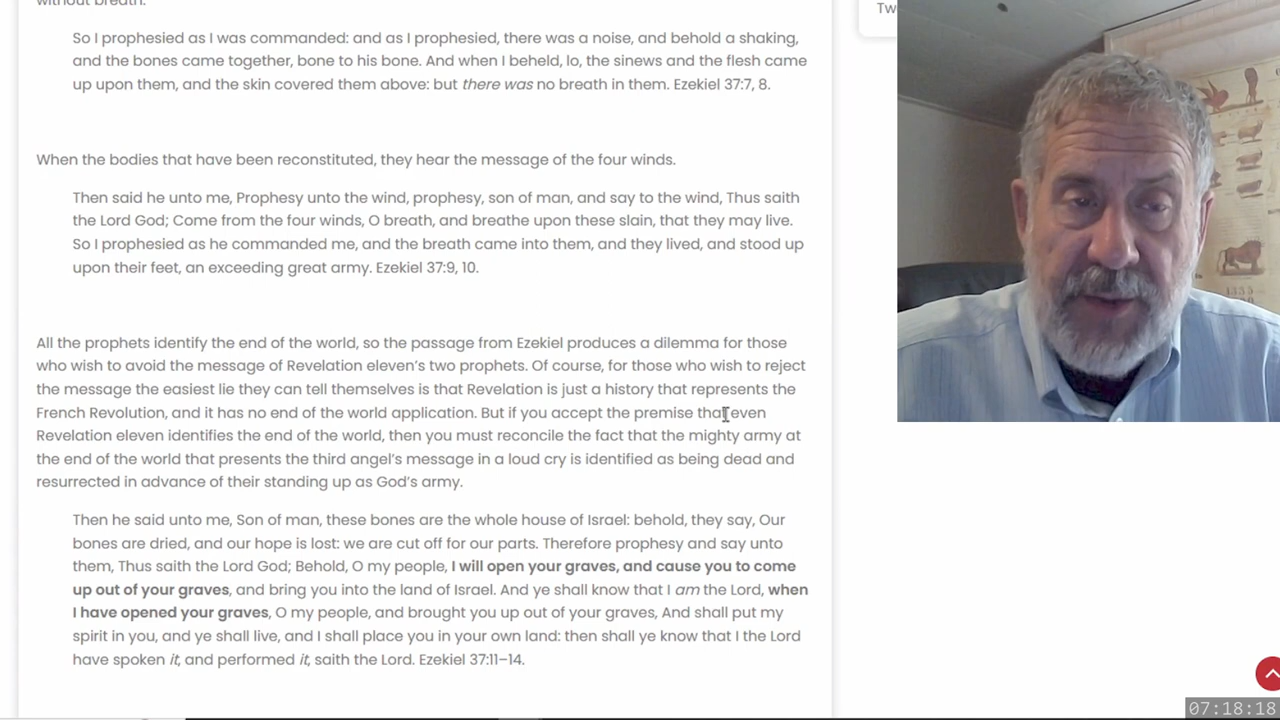 without breath.
Tw
So I prophesied as I was commanded: and as I prophesied, there was a noise, and behold a shaking,
and the bones came together, bone to his bone. And when I beheld, lo, the sinews and the flesh came
up upon them, and the skin covered them above: but there was no breath in them. Ezekiel 37:7, 8.
When the bodies that have been reconstituted, they hear the message of the four winds.
Then said he unto me, Prophesy unto the wind, prophesy, son of man, and say to the wind, Thus saith
the Lord God; Come from the four winds, O breath, and breathe upon these slain, that they may live.
So I prophesied as he commanded me, and the breath came into them, and they lived, and stood up
upon their feet, an exceeding great army. Ezekiel 37:9, 10.
All the prophets identify the end of the world, so the passage from Ezekiel produces a dilemma for those
who wish to avoid the message of Revelation eleven’s two prophets. Of course, for those who wish to reject
the message the easiest lie they can tell themselves is that Revelation is just a history that represents the
French Revolution, and it has no end of the world application. But if you accept the premise that even
Revelation eleven identifies the end of the world, then you must reconcile the fact that the mighty army at
the end of the world that presents the third angel’s message in a loud cry is identified as being dead and
resurrected in advance of their standing up as God’s army.
Then he said unto me, Son of man, these bones are the whole house of Israel: behold, they say, Our
bones are dried, and our hope is lost: we are cut off for our parts. Therefore prophesy and say unto
them, Thus saith the Lord God; Behold, O my people, I will open your graves, and cause you to come
up out of your graves, and bring you into the land of Israel. And ye shall know that I am the Lord, when
I have opened your graves, O my people, and brought you up out of your graves, And shall put my
spirit in you, and ye shall live, and I shall place you in your own land: then shall ye know that I the Lord
have spoken it, and performed it, saith the Lord. Ezekiel 37:11–14.
07:18:18